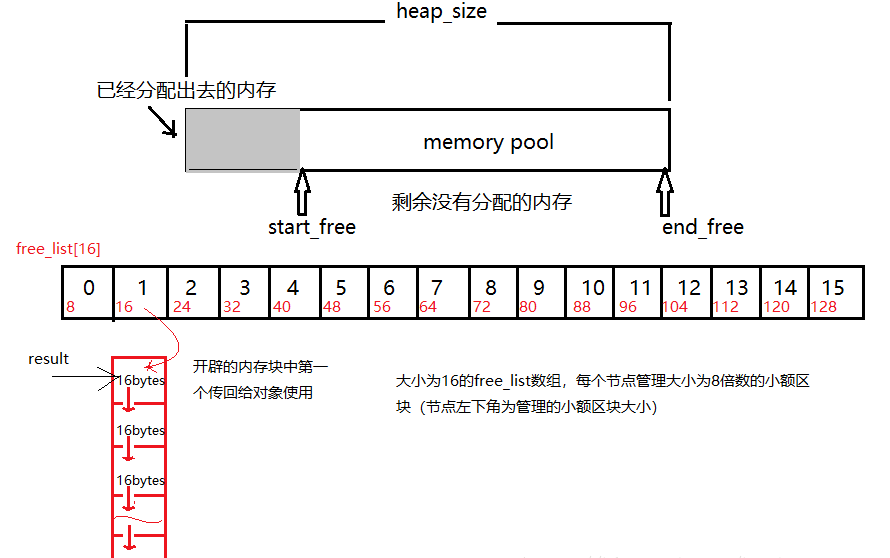 heap_size
已经分配出去的内存
memory pool
剩余没有分配的内存
start_free
end_free
free_list[16]
0 1 2 3 4 5 6 7 8 9 10 11 12 13 14 15
8 16 24 32 40 48 56 64 72 80 88 96 104 112 120 128
result
开辟的内存块中第一
个传回给对象使用
16bytes
大小为16的free_list数组，每个节点管理大小为8倍数的小额区
块（节点左下角为管理的小额区块大小）
16bytes
16bytes